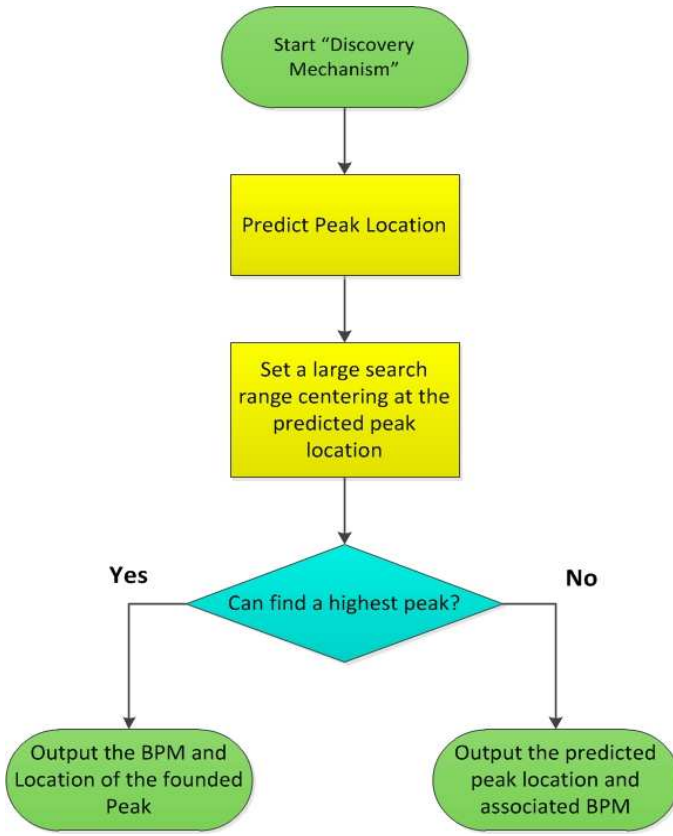 Start “Discovery
Mechanism”
Predict Peak Location
Set a large search
range centering at the
predicted peak
location
Can find a highest peak?
Yes
No
Output the BPM and
Location of the founded
Peak
Output the predicted
peak location and
associated BPM